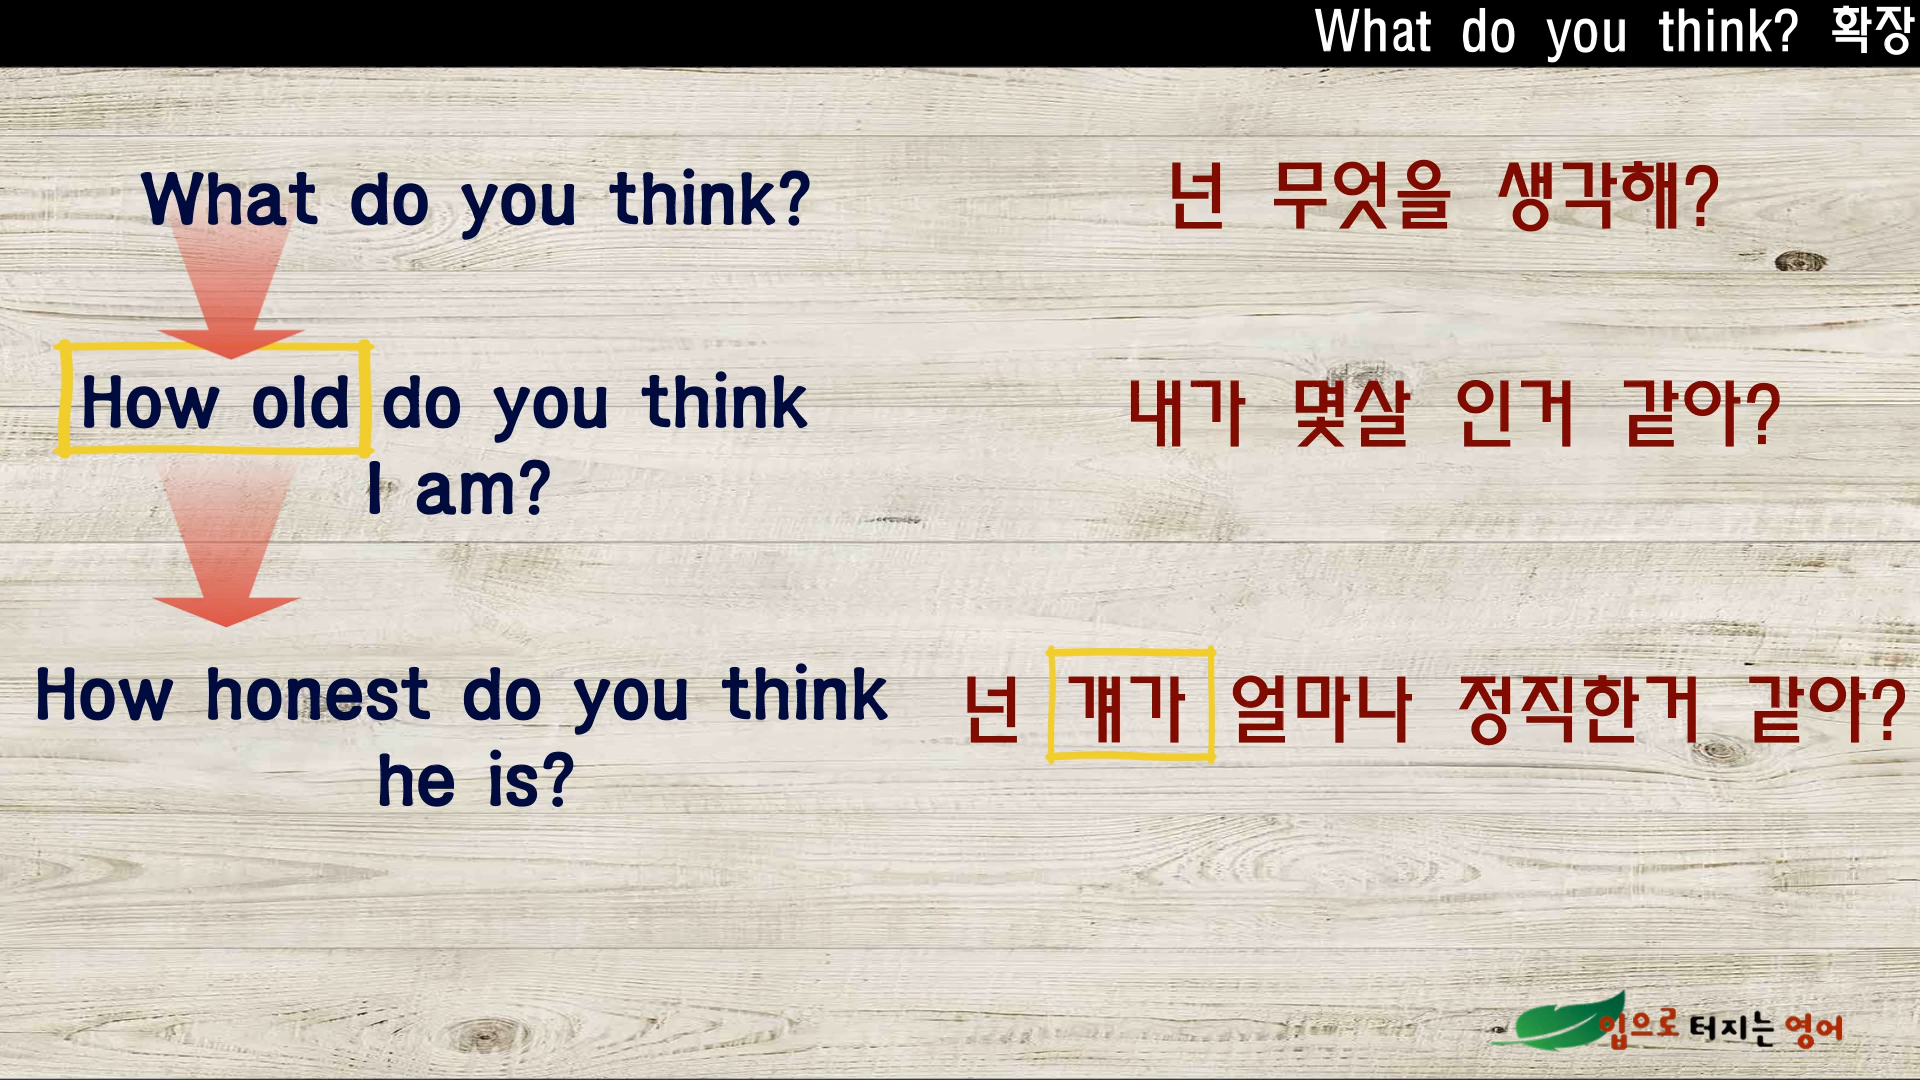 What do you think? 확장
What do you think?
넌 무엇을 생각해?
How old do you think
I am?
내가 몇살 인거 같아?
How honest do you think
he is?
넌 걔가 얼마나 정직한거 같아?
입으로 터지는 영어